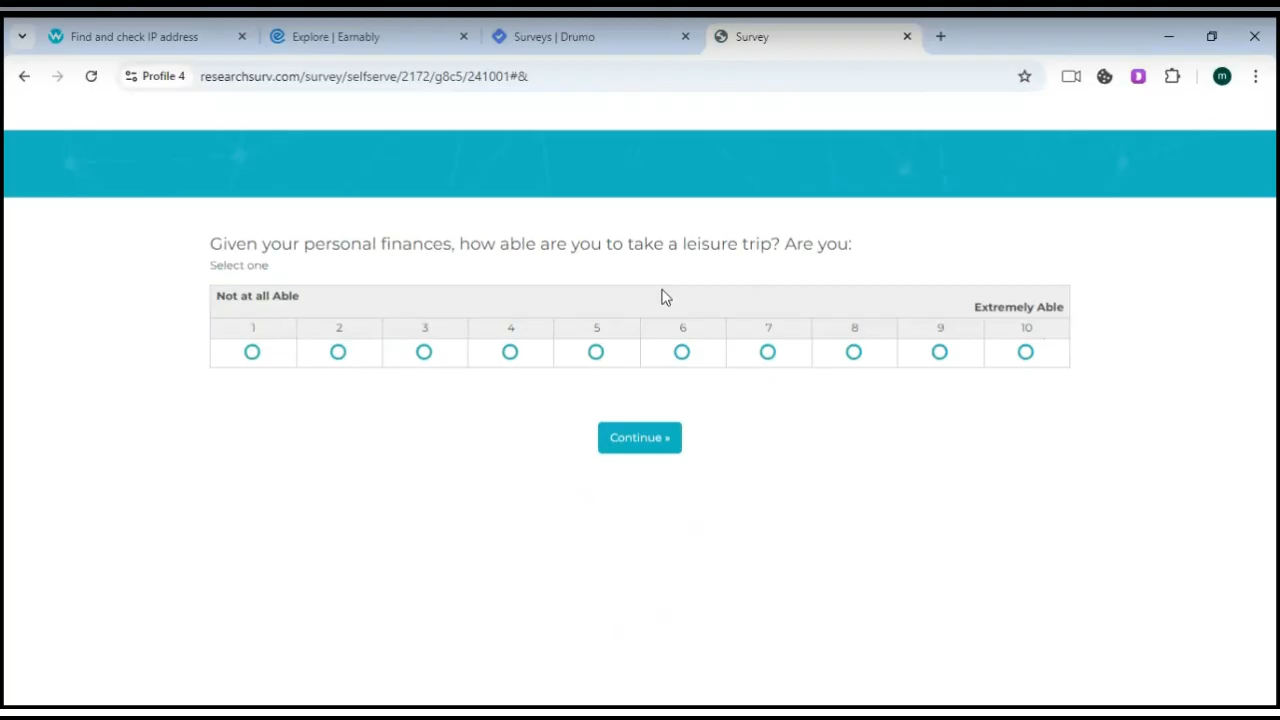 Find and check IP address
Explore | Earnably
Surveys | Drumo
Survey
Profile 4
researchsurv.com/survey/selfserve/2172/g8c5/241001#&
m
Given your personal finances, how able are you to take a leisure trip? Are you:
Select one
Not at all Able
Extremely Able
1 2 3 4 5 6 7 8 9 10
Continue »